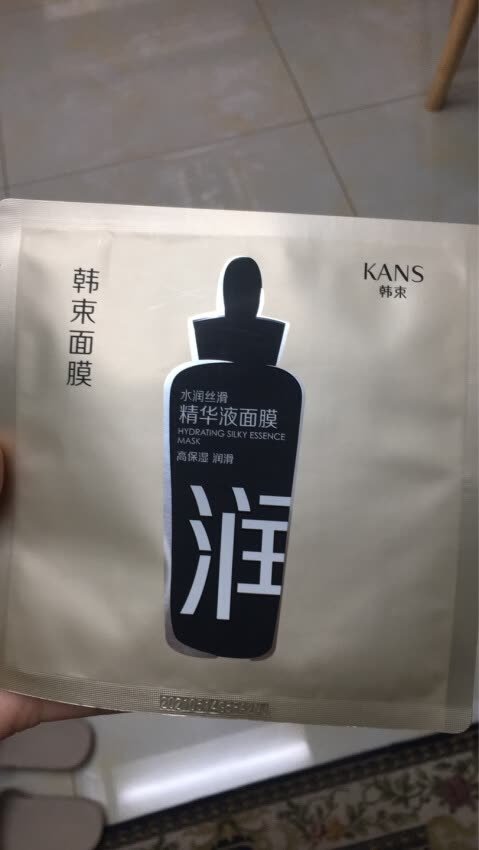 韩束面膜
KANS
韩束
水润丝滑
精华液面膜
HYDRATING SILKY ESSENCE
MASK
高保湿 润滑
润